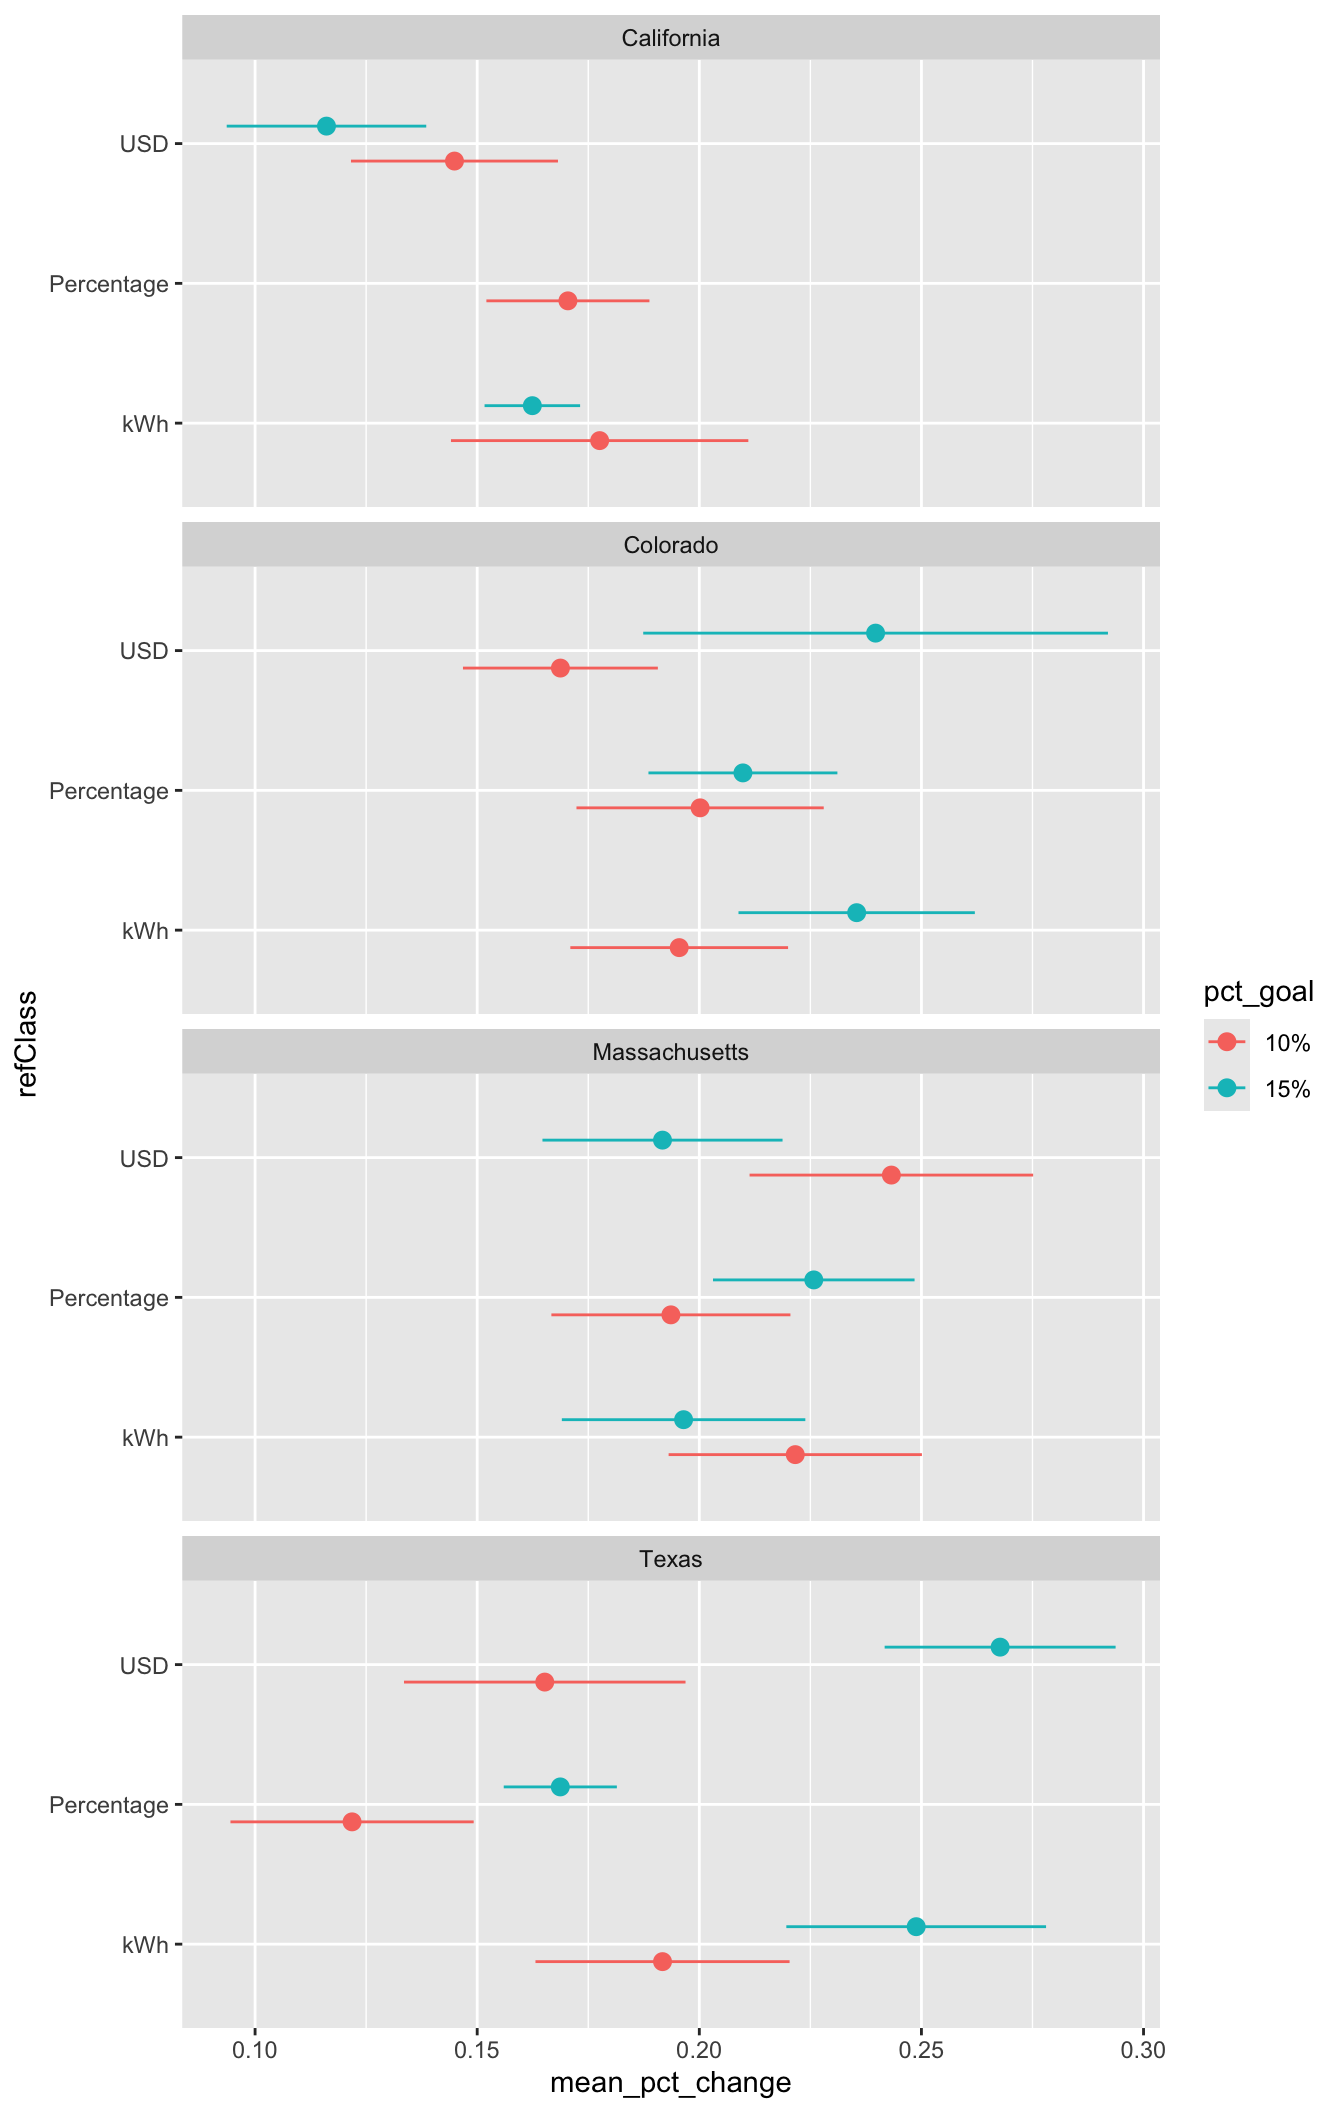 California
USD
Percentage
kWh
Colorado
USD
Percentage
kWh
Massachusetts
USD
Percentage
kWh
Texas
USD
Percentage
kWh
0.10 0.15 0.20 0.25 0.30
mean_pct_change
refClass
pct_goal
10%
15%